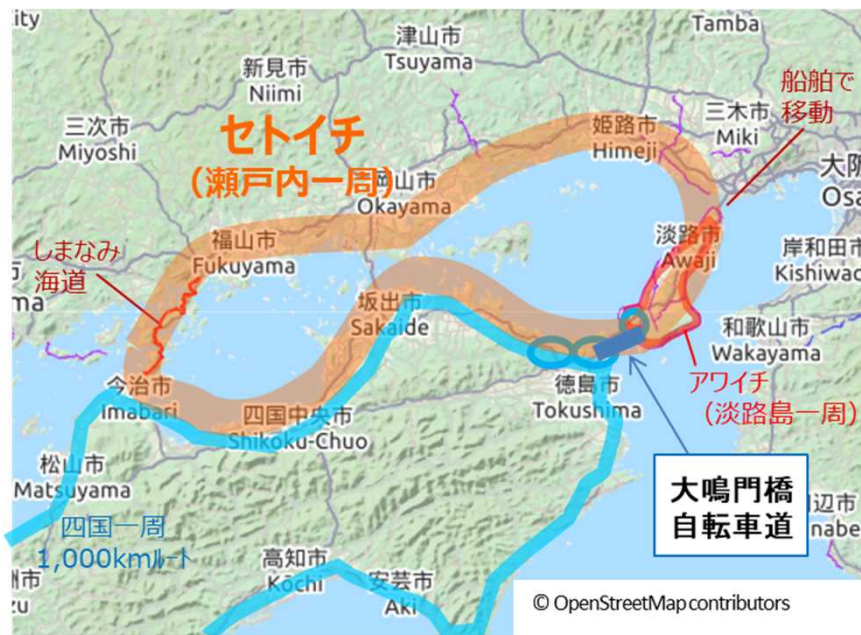 city
津山市
Tsuyama
Tamba
新見市
Niimi
船舶で
移動
三次市
Miyoshi
セトイチ
(瀬戸内一周)
姫路市
Himeji
三木市
Miki
大阪
Osa
岡山市
Okayama
しまなみ
海道
福山市
Fukuyama
淡路市
Awaji
岸和田市
Kishiwad
ma
坂出市
Sakaide
和歌山市
Wakayama
今治市
Imabari
徳島市
Tokushima
アワイチ
(淡路島一周)
四国中央市
Shikoku-Chuo
松山市
Matsuyama
四国一周
1,000kmルート
大鳴門橋
自転車道
辺市
nabe
高知市
Kōchi
安芸市
Aki
州市
zu
© OpenStreetMap contributors